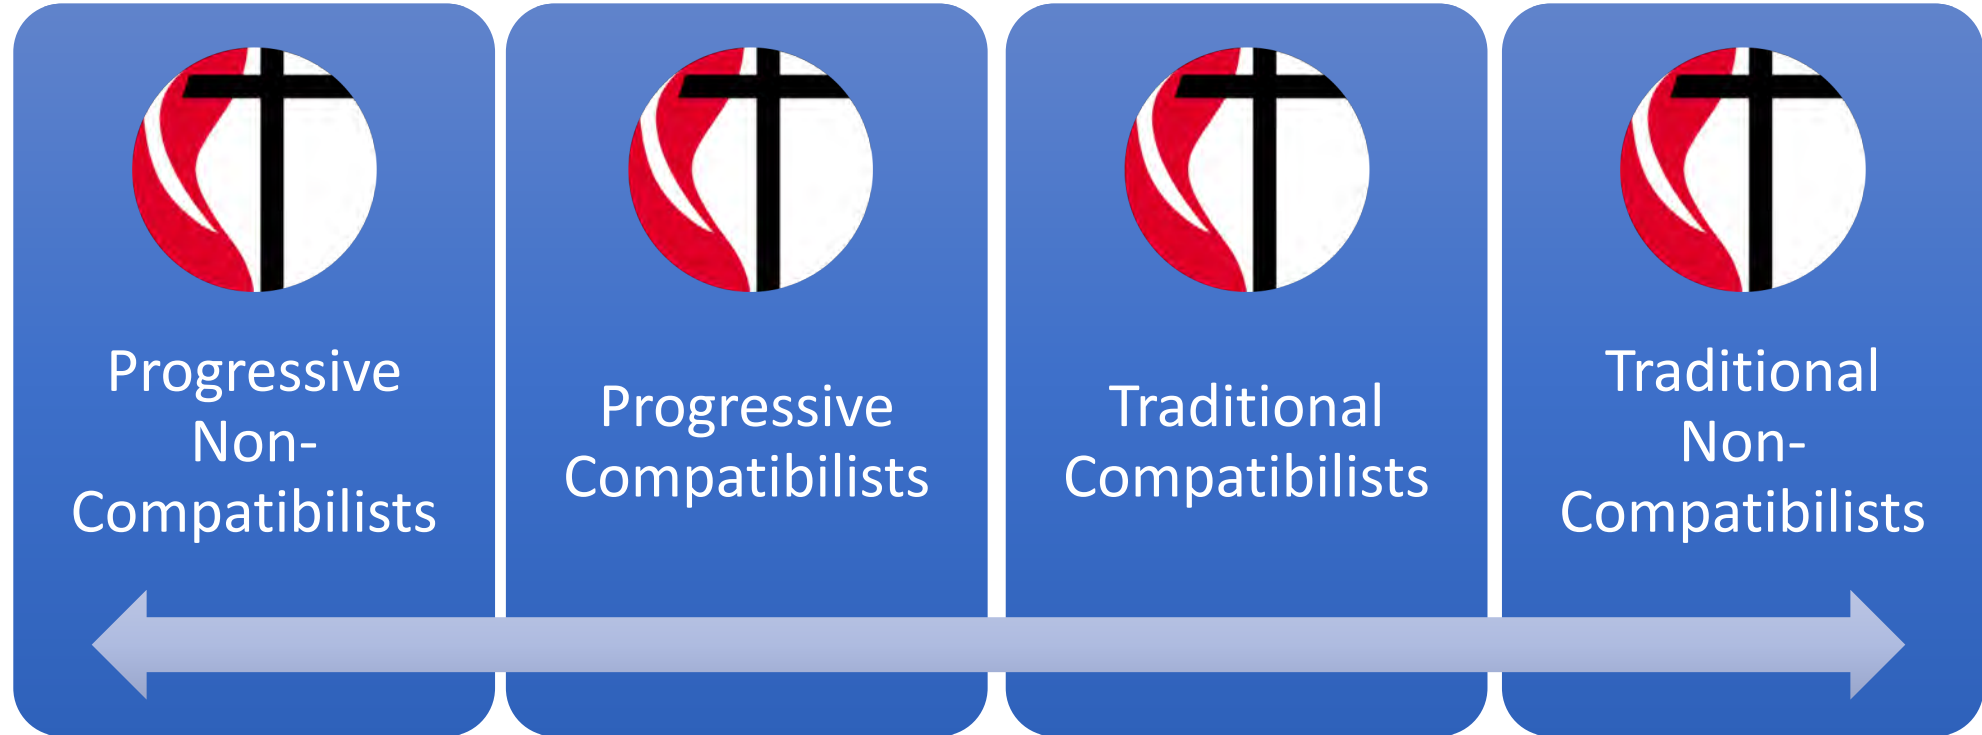 Progressive
Non-
Compatibilists
Progressive
Compatibilists
Traditional
Compatibilists
Traditional
Non-
Compatibilists